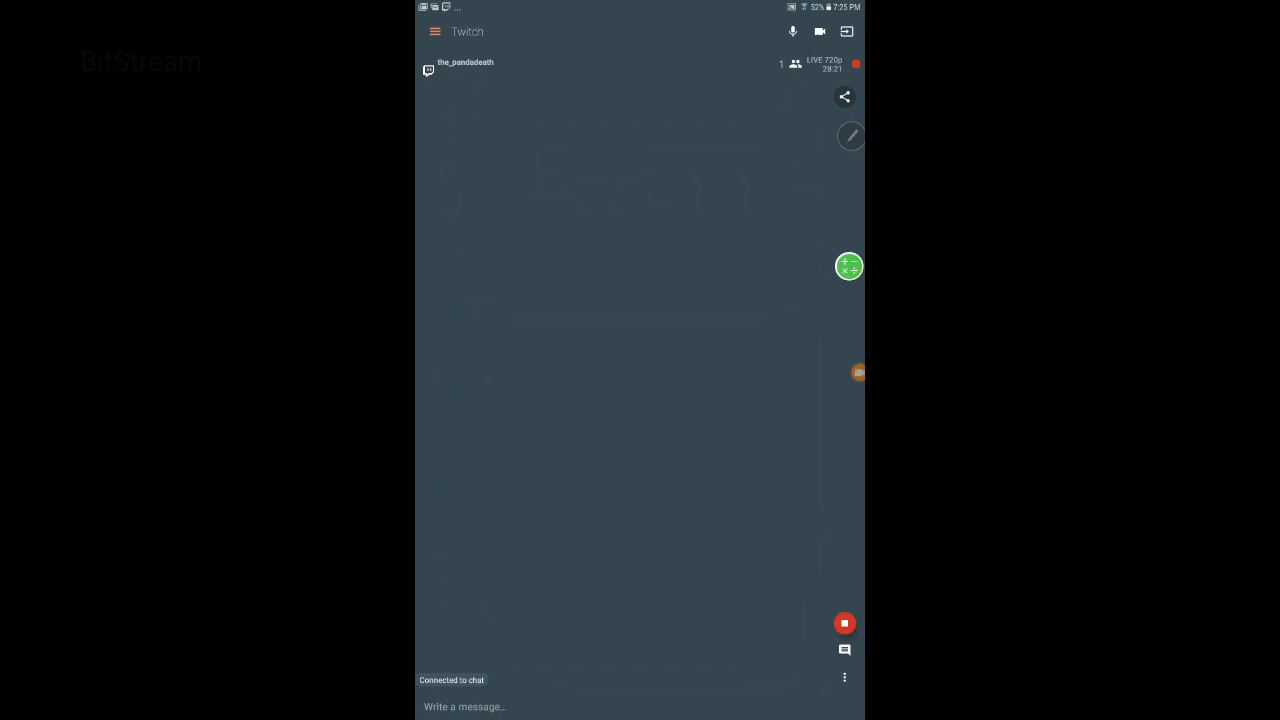 ... 52% 7:25 PM
Twitch
BitStream
the_pandadeath
1 LIVE 720p
28:21
Connected to chat
Write a message...